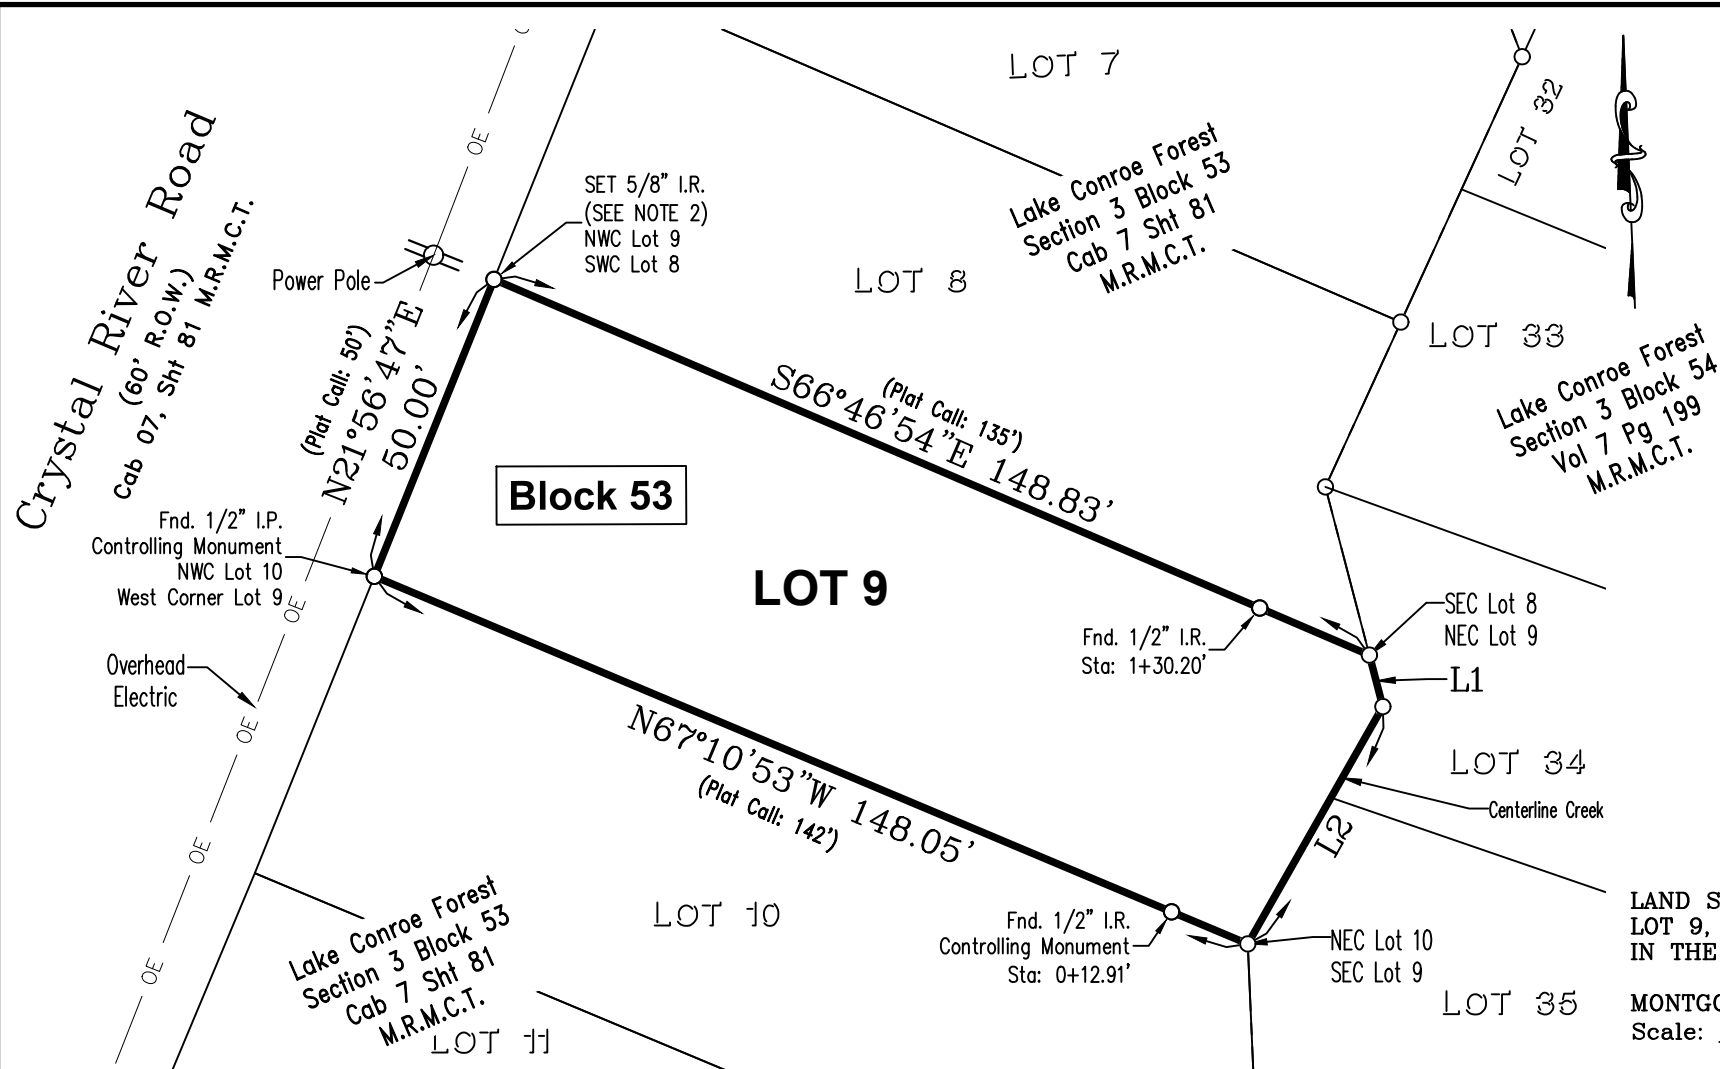 LOT 7
LOT 32
OE
Crystal River Road
(60' R.O.W.)
Cab 07, Sht 81 M.R.M.C.T.
SET 5/8" I.R.
(SEE NOTE 2)
NWC Lot 9
SWC Lot 8
Lake Conroe Forest
Section 3 Block 53
Cab 7 Sht 81
M.R.M.C.T.
Power Pole
LOT 8
LOT 33
Lake Conroe Forest
Section 3 Block 54
Vol 7 Pg 199
M.R.M.C.T.
(Plat Call: 50')
N21°56'47"E
50.00'
(Plat Call: 135')
S66°46'54"E 148.83'
Block 53
Fnd. 1/2" I.P.
Controlling Monument
NWC Lot 10
West Corner Lot 9
OE
LOT 9
Fnd. 1/2" I.R.
Sta: 1+30.20'
SEC Lot 8
NEC Lot 9
L1
Overhead
Electric
OE
N67°10'53"W 148.05'
(Plat Call: 142')
LOT 34
Centerline Creek
L2
OE
LOT 10
Fnd. 1/2" I.R.
Controlling Monument
Sta: 0+12.91'
NEC Lot 10
SEC Lot 9
OE
Lake Conroe Forest
Section 3 Block 53
Cab 7 Sht 81
M.R.M.C.T.
LOT 11
LOT 35
LAND S
LOT 9,
IN THE
MONTGO
Scale: